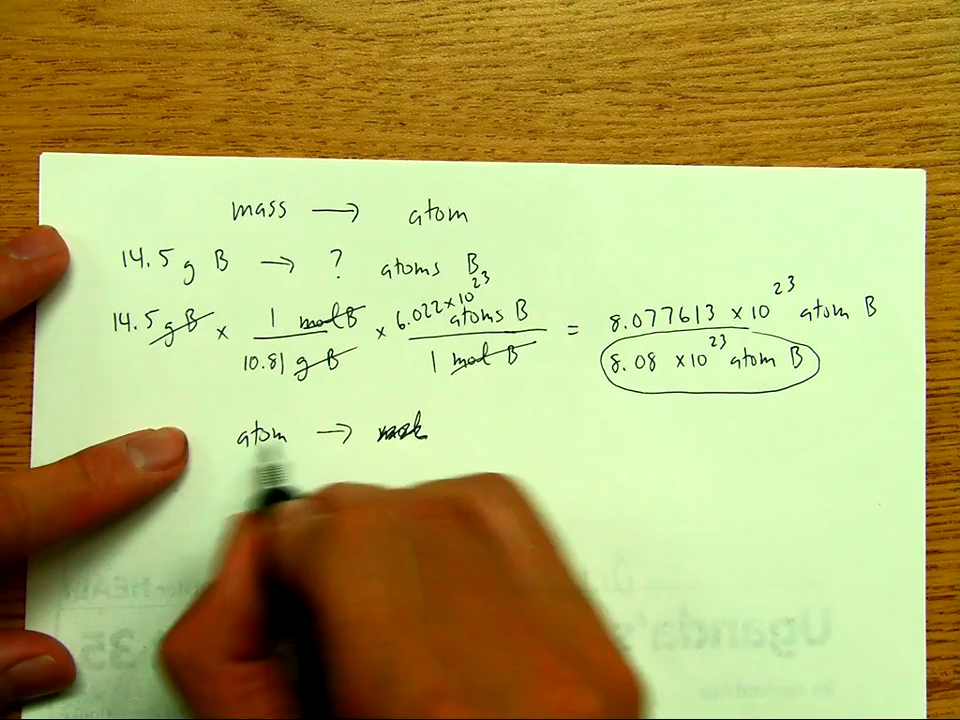 mass → atom
14.5 g B → ? atoms B
14.5 g B × 1 mol B / 10.81 g B × 6.022 × 10^23 atoms B / 1 mol B = 8.077613 × 10^23 atom B
8.08 × 10^23 atom B
atom →
Uganda's
35